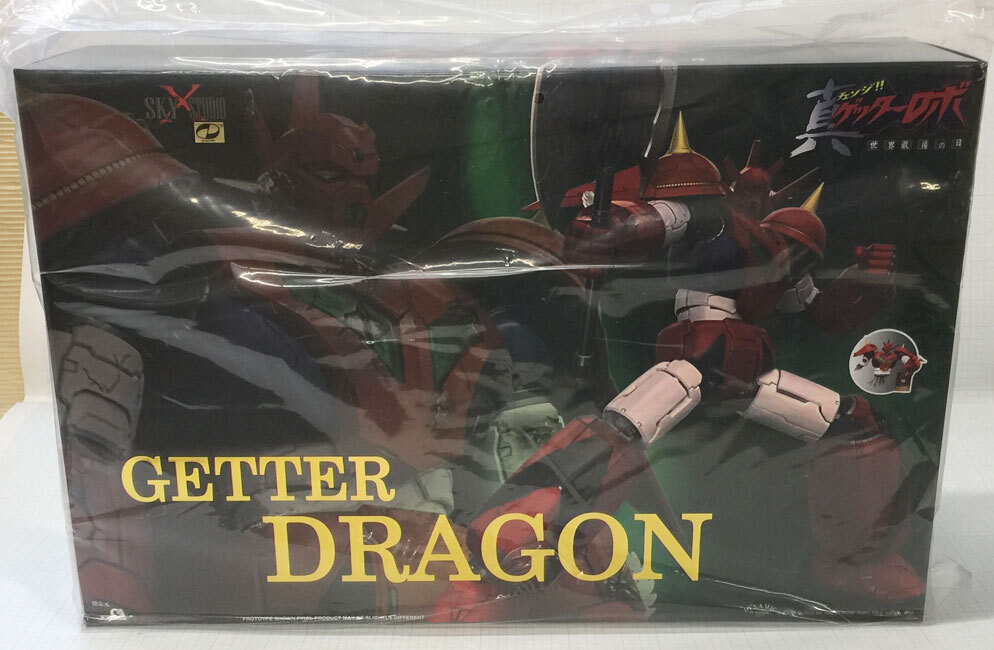 SKY X STUDIO
チェンジ!!
真ゲッターロボ
世界最後の日
GETTER
DRAGON
PROTOTYPE SHOWN, FINAL PRODUCT MAY BE SLIGHTLY DIFFERENT